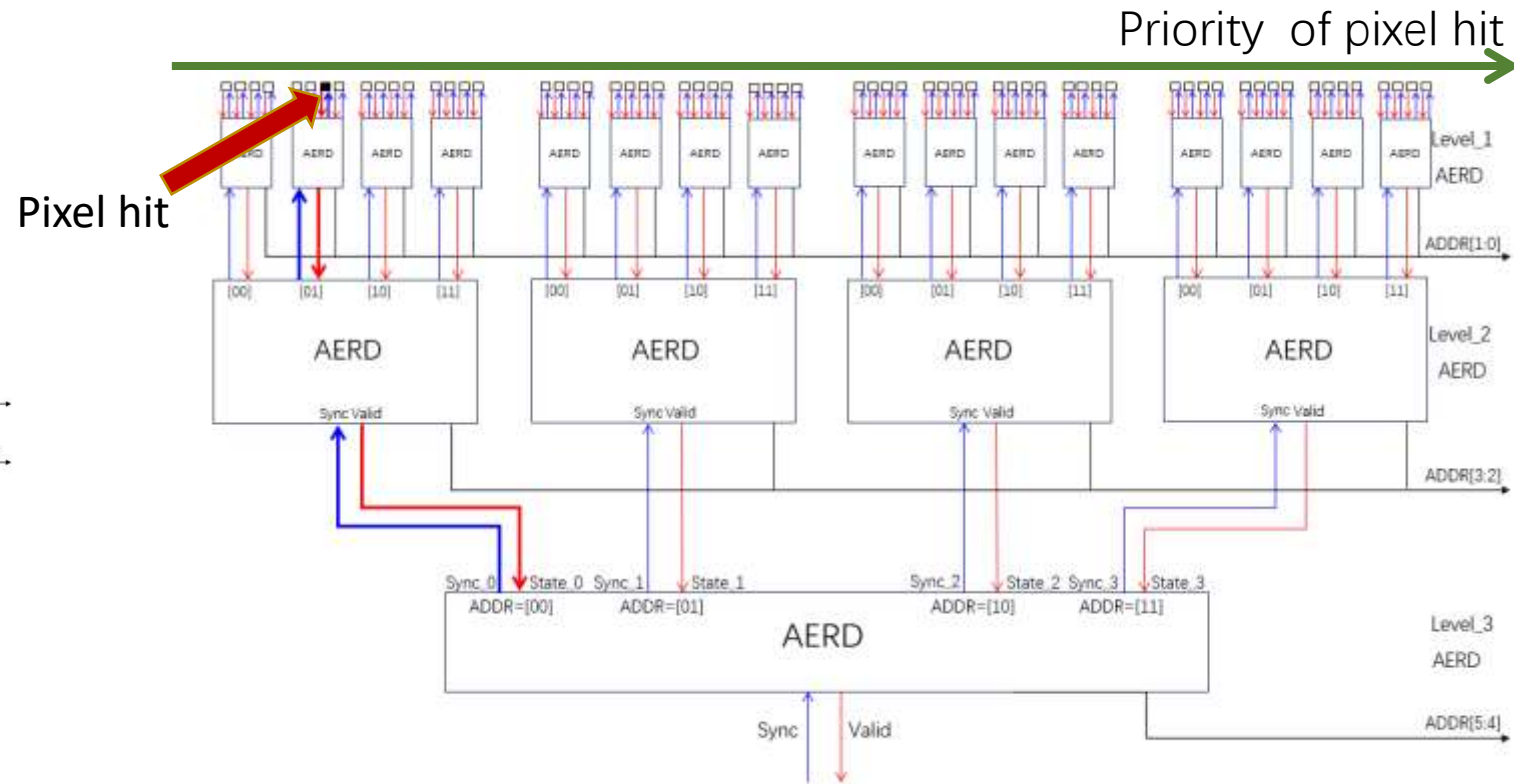 Priority of pixel hit
Pixel hit
AERD AERD AERD AERD AERD AERD AERD AERD AERD AERD AERD AERD AERD AERD AERD AERD
Level_1
AERD
ADDR[1:0]
[00] [01] [10] [11] [00] [01] [10] [11] [00] [01] [10] [11] [00] [01] [10] [11]
AERD AERD AERD AERD
Level_2
AERD
Sync Valid Sync Valid Sync Valid Sync Valid
ADDR[3:2]
Sync_0 State_0 Sync_1 State_1 Sync_2 State_2 Sync_3 State_3
ADDR=[00] ADDR=[01] ADDR=[10] ADDR=[11]
AERD
Level_3
AERD
Sync Valid
ADDR[5:4]